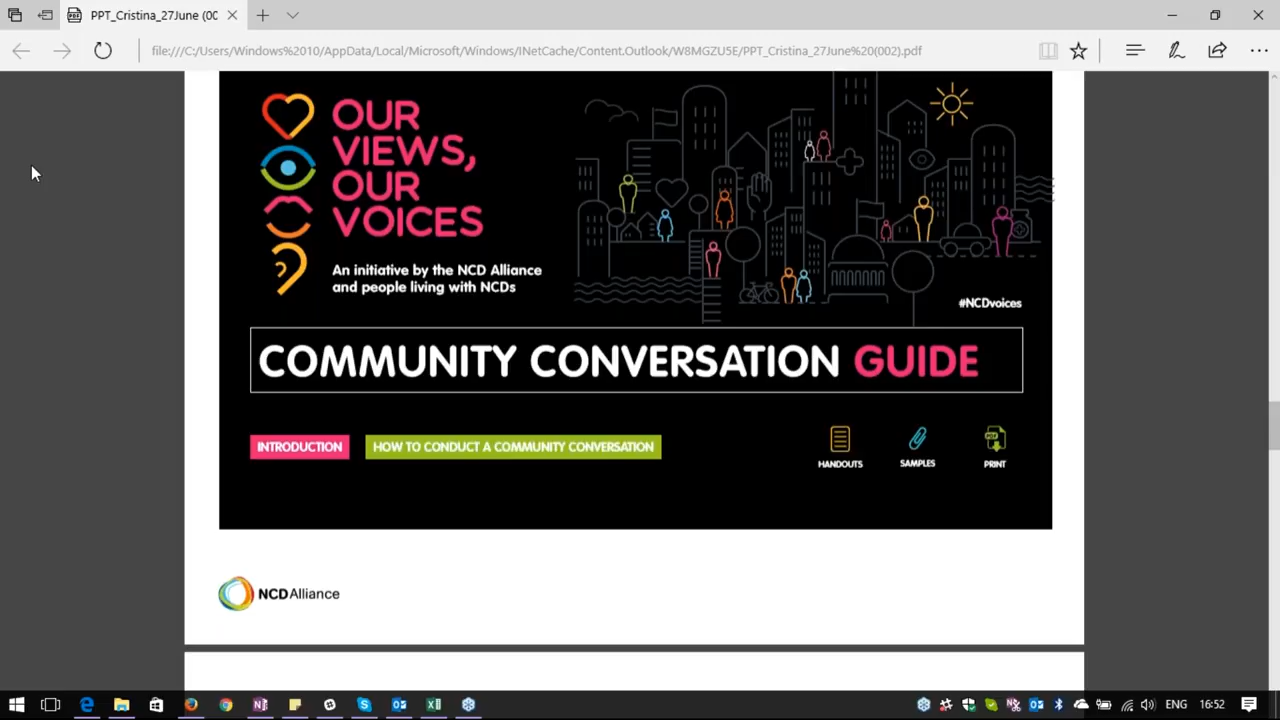 PPT_Cristina_27June (00
file:///C:/Users/Windows%2010/AppData/Local/Microsoft/Windows/INetCache/Content.Outlook/W8MGZU5E/PPT_Cristina_27June%20(002).pdf
OUR
VIEWS,
OUR
VOICES
An initiative by the NCD Alliance
and people living with NCDs
#NCDvoices
COMMUNITY CONVERSATION GUIDE
INTRODUCTION
HOW TO CONDUCT A COMMUNITY CONVERSATION
HANDOUTS
SAMPLES
PRINT
NCDAlliance
ENG
16:52